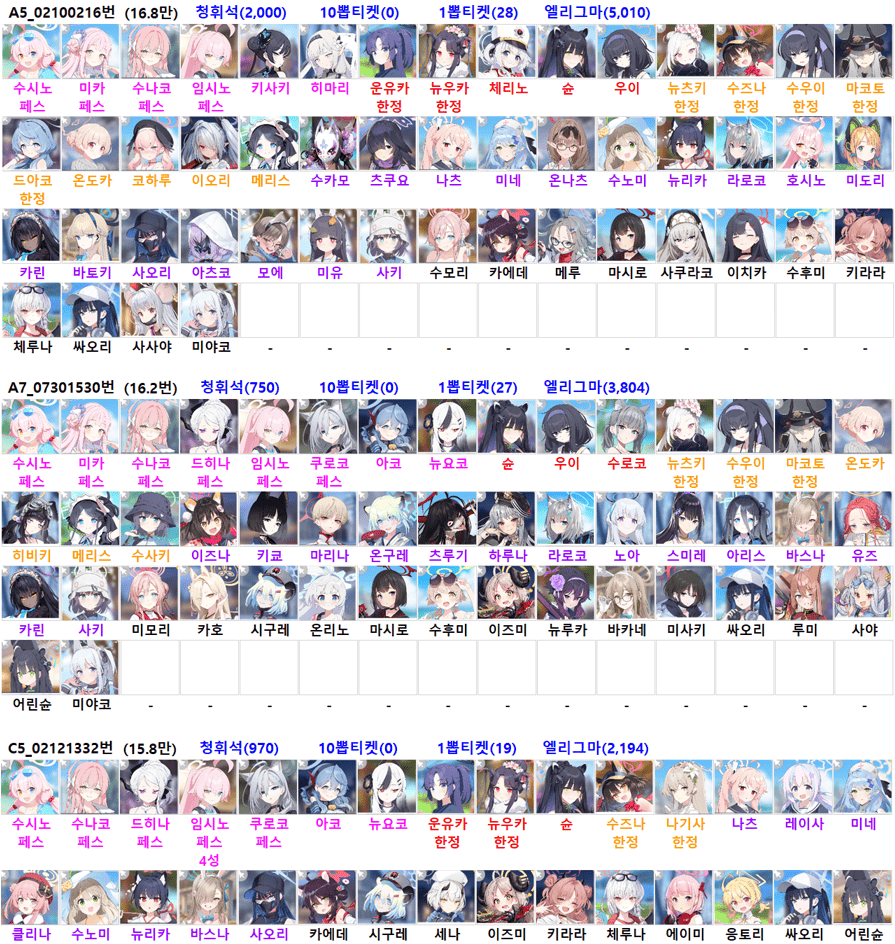 A5_02100216번 (16.8만) 청휘석(2,000) 10뽑티켓(0) 1뽑티켓(28) 엘리그마(5,010)
수시노 미카 수나코 임시노 키사키 히마리 운유카 뉴우카 체리노 슌 우이 뉴츠키 수즈나 수우이 마코토
페스 페스 페스 페스 한정 한정 한정 한정 한정 한정
드아코 온도카 코하루 이오리 메리스 수카모 츠쿠요 나츠 미네 온나츠 수노미 뉴리카 라로코 호시노 미도리
한정
카린 바토키 사오리 아츠코 모에 미유 사키 수모리 카에데 메루 마시로 사쿠라코 이치카 수후미 키라라
체루나 싸오리 사사야 미야코 - - - - - - - - - - -
A7_07301530번 (16.2만) 청휘석(750) 10뽑티켓(0) 1뽑티켓(27) 엘리그마(3,804)
수시노 미카 수나코 드히나 임시노 쿠로코 아코 뉴요코 슌 우이 수로코 뉴츠키 수우이 마코토 온도카
페스 페스 페스 페스 페스 페스 한정 한정 한정
히비키 메리스 수사키 이즈나 키쿄 마리나 온구레 츠루기 하루나 라로코 노아 스미레 아리스 바스나 유즈
카린 사키 미모리 카호 시구레 온리노 마시로 수후미 이즈미 뉴루카 바카네 미사키 싸오리 루미 사야
어린슌 미야코 - - - - - - - - - - - - -
C5_02121332번 (15.8만) 청휘석(970) 10뽑티켓(0) 1뽑티켓(19) 엘리그마(2,194)
수시노 수나코 드히나 임시노 쿠로코 아코 뉴요코 운유카 뉴우카 슌 수즈나 나기사 나츠 레이사 미네
페스 페스 페스 페스 페스 한정 한정 한정 한정
4성
클리나 수노미 뉴리카 바스나 사오리 카에데 시구레 세나 이즈미 키라라 체루나 에이미 응토리 싸오리 어린슌